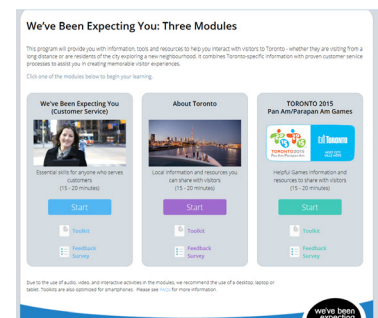 We've Been Expecting You: Three Modules
This program will provide you with information, tools and resources to help you interact with visitors to Toronto - whether they are visiting from a
long distance or are residents of the city exploring a new neighbourhood. It combines Toronto-specific information with proven customer service
processes to assist you in creating memorable visitor experiences.
Click one of the modules below to begin your learning.
We've Been Expecting You
(Customer Service)
Essential skills for anyone who serves
customers
(15 - 20 minutes)
Start
Toolkit
Feedback
Survey
About Toronto
Local information and resources you
can share with visitors
(15 - 20 minutes)
Start
Toolkit
Feedback
Survey
TORONTO 2015
Pan Am/Parapan Am Games
TORONTO2015
Pan Am/Parapan Am
TORONTO
Helpful Games information and
resources to share with visitors
(15 - 20 minutes)
Start
Toolkit
Feedback
Survey
Due to the use of audio, video, and interactive activities in the modules, we recommend the use of a desktop, laptop or
tablet. Toolkits are also optimized for smartphones. Please see FAQs for more information.
we've been
expecting